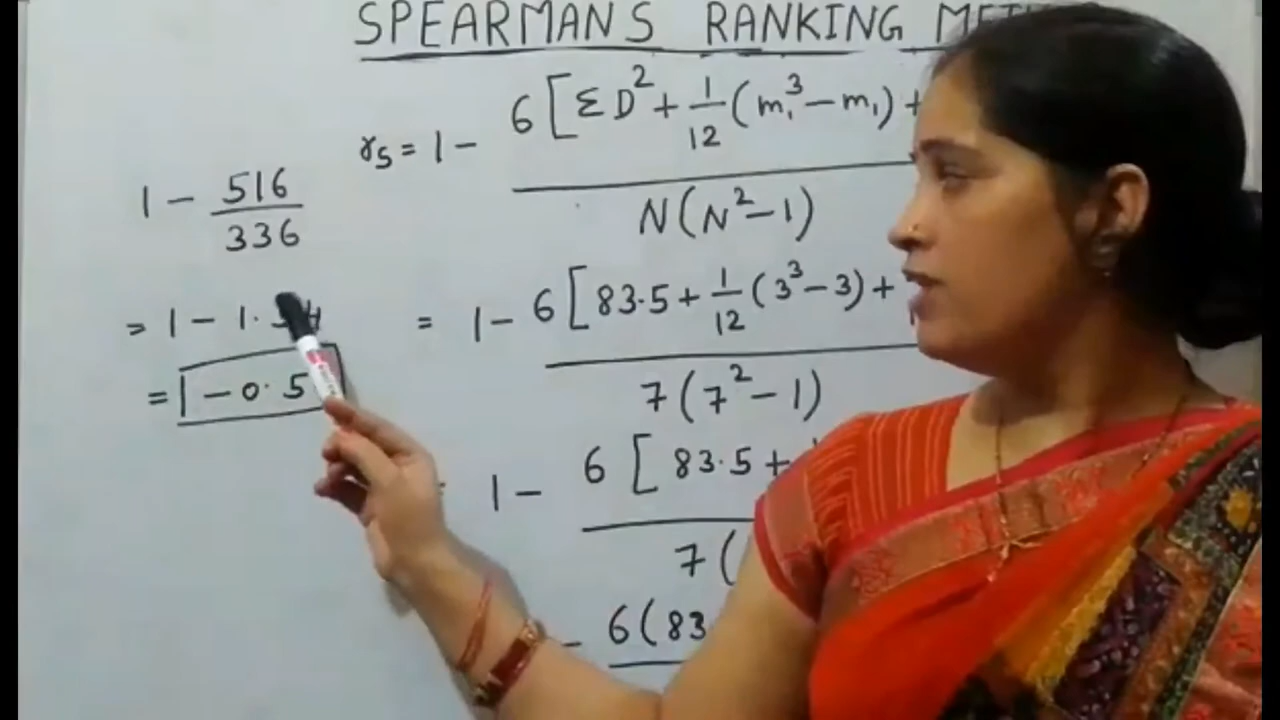 SPEARMAN'S RANKING
rs = 1 - 6[ΣD² + 1/12(m₁³ - m₁) +
N(N² - 1)
1 - 516/336
= 1 - 1.54
= 1 - 6[83.5 + 1/12(3³ - 3) +
7(7² - 1)
= - 0.5
1 - 6[83.5 +
7(
- 6(83